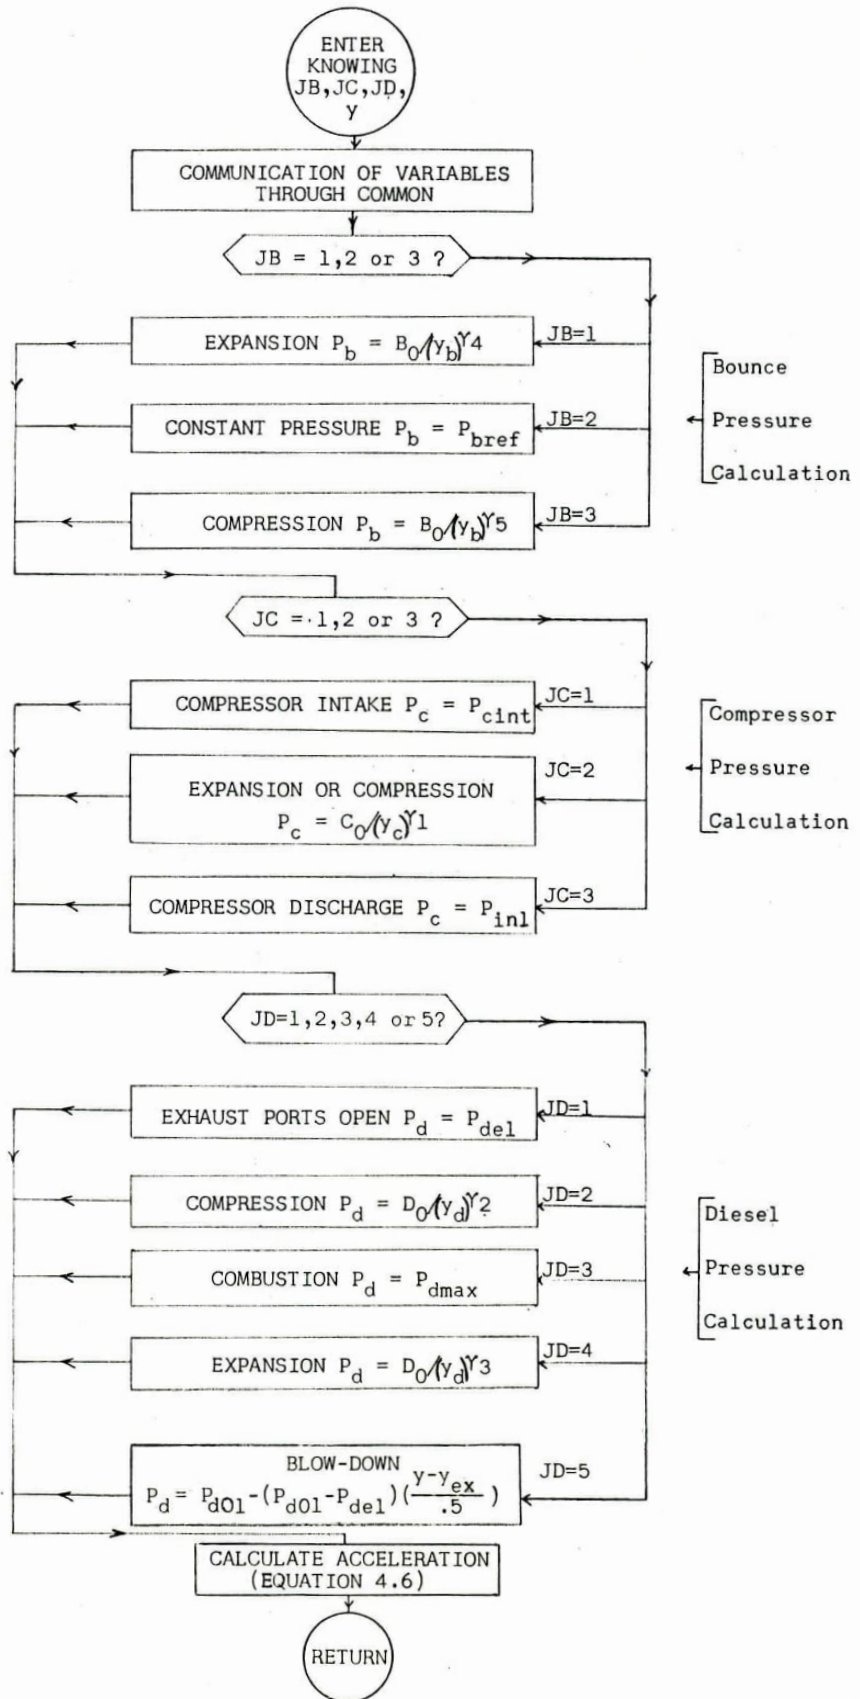 ENTER
KNOWING
JB,JC,JD,
y
COMMUNICATION OF VARIABLES
THROUGH COMMON
JB = 1,2 or 3 ?
EXPANSION P_b = B_0/(y_b)^γ4
JB=1
CONSTANT PRESSURE P_b = P_bref
JB=2
COMPRESSION P_b = B_0/(y_b)^γ5
JB=3
Bounce
Pressure
Calculation
JC = 1,2 or 3 ?
COMPRESSOR INTAKE P_c = P_cint
JC=1
EXPANSION OR COMPRESSION
P_c = C_0/(y_c)^γ1
JC=2
COMPRESSOR DISCHARGE P_c = P_inl
JC=3
Compressor
Pressure
Calculation
JD=1,2,3,4 or 5?
EXHAUST PORTS OPEN P_d = P_del
JD=1
COMPRESSION P_d = D_0/(y_d)^γ2
JD=2
COMBUSTION P_d = P_dmax
JD=3
EXPANSION P_d = D_0/(y_d)^γ3
JD=4
BLOW-DOWN
P_d = P_d01-(P_d01-P_del)(y-y_ex/.5)
JD=5
Diesel
Pressure
Calculation
CALCULATE ACCELERATION
(EQUATION 4.6)
RETURN